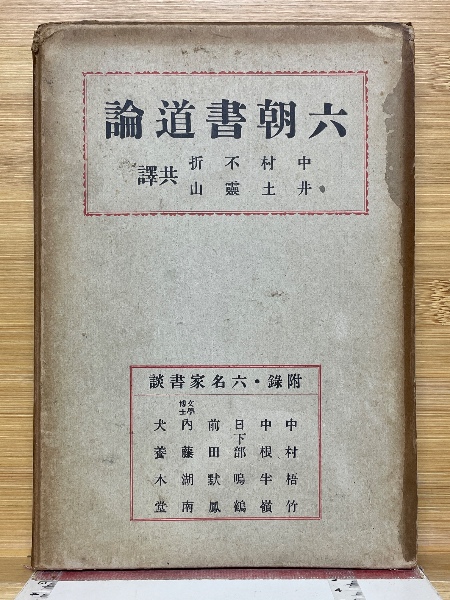 六朝書道論
中村不折
井土靈山
共譯
附錄・六名家書談
中村梧竹
中根半嶺
日下部鳴鶴
前田默鳳
文學博士 內藤湖南
犬養木堂